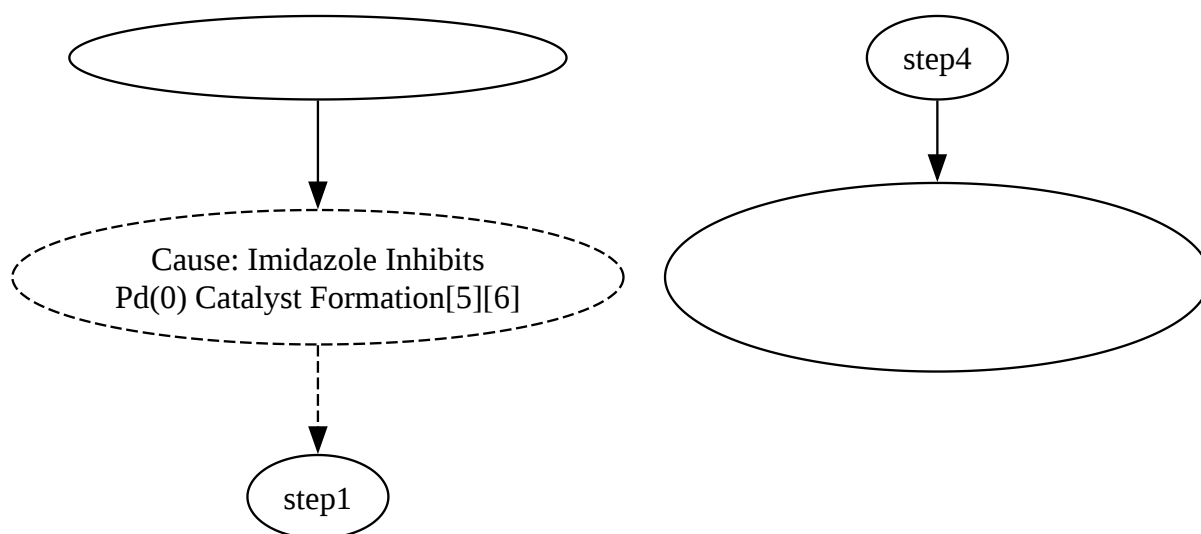 step4
Cause: Imidazole Inhibits
Pd(0) Catalyst Formation[5][6]
step1